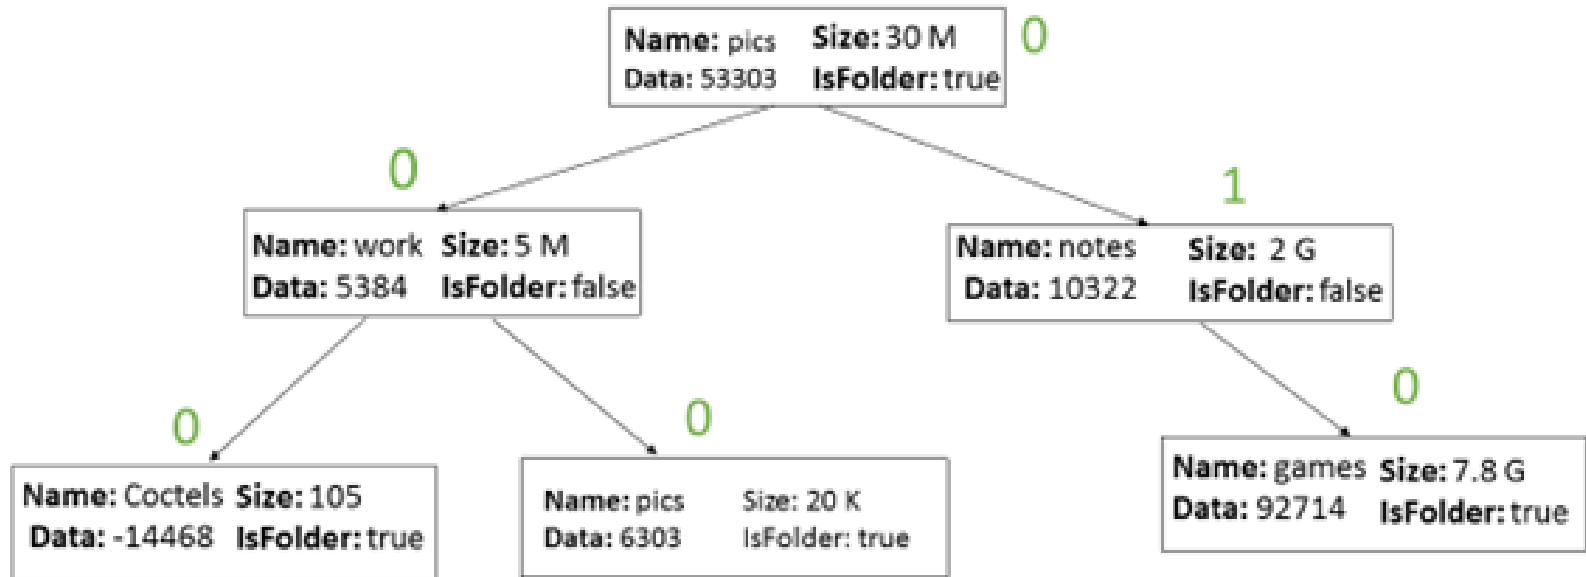 Name: pics Size: 30 M
Data: 53303 IsFolder: true
0
0
1
Name: work Size: 5 M
Data: 5384 IsFolder: false
Name: notes Size: 2 G
Data: 10322 IsFolder: false
0
0
0
Name: Coctels Size: 105
Data: -14468 IsFolder: true
Name: pics Size: 20 K
Data: 6303 IsFolder: true
Name: games Size: 7.8 G
Data: 92714 IsFolder: true